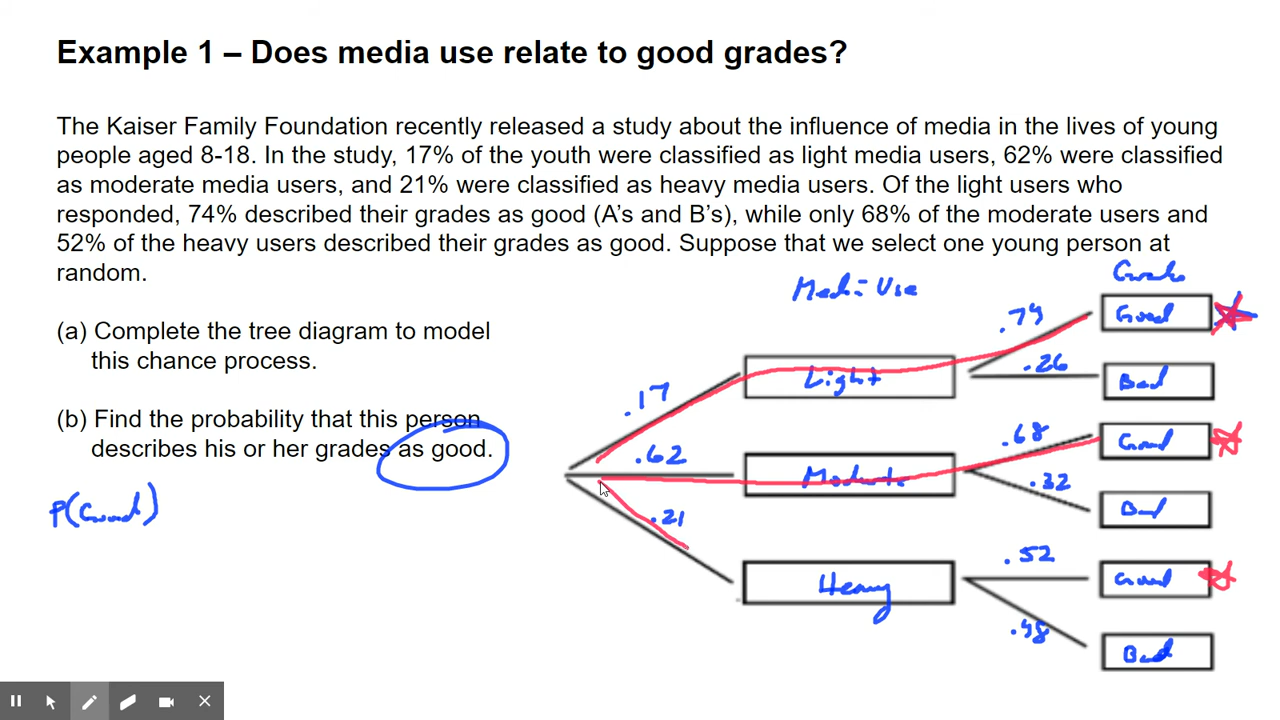 Example 1 – Does media use relate to good grades?
The Kaiser Family Foundation recently released a study about the influence of media in the lives of young
people aged 8-18. In the study, 17% of the youth were classified as light media users, 62% were classified
as moderate media users, and 21% were classified as heavy media users. Of the light users who
responded, 74% described their grades as good (A’s and B’s), while only 68% of the moderate users and
52% of the heavy users described their grades as good. Suppose that we select one young person at
random.
(a) Complete the tree diagram to model
this chance process.
(b) Find the probability that this person
describes his or her grades as good.
P(Good)
Media Use
Grades
.17
Light
.74
Good
.26
Bad
.62
Moderate
.68
Good
.32
Bad
.21
Heavy
.52
Good
.48
Bad